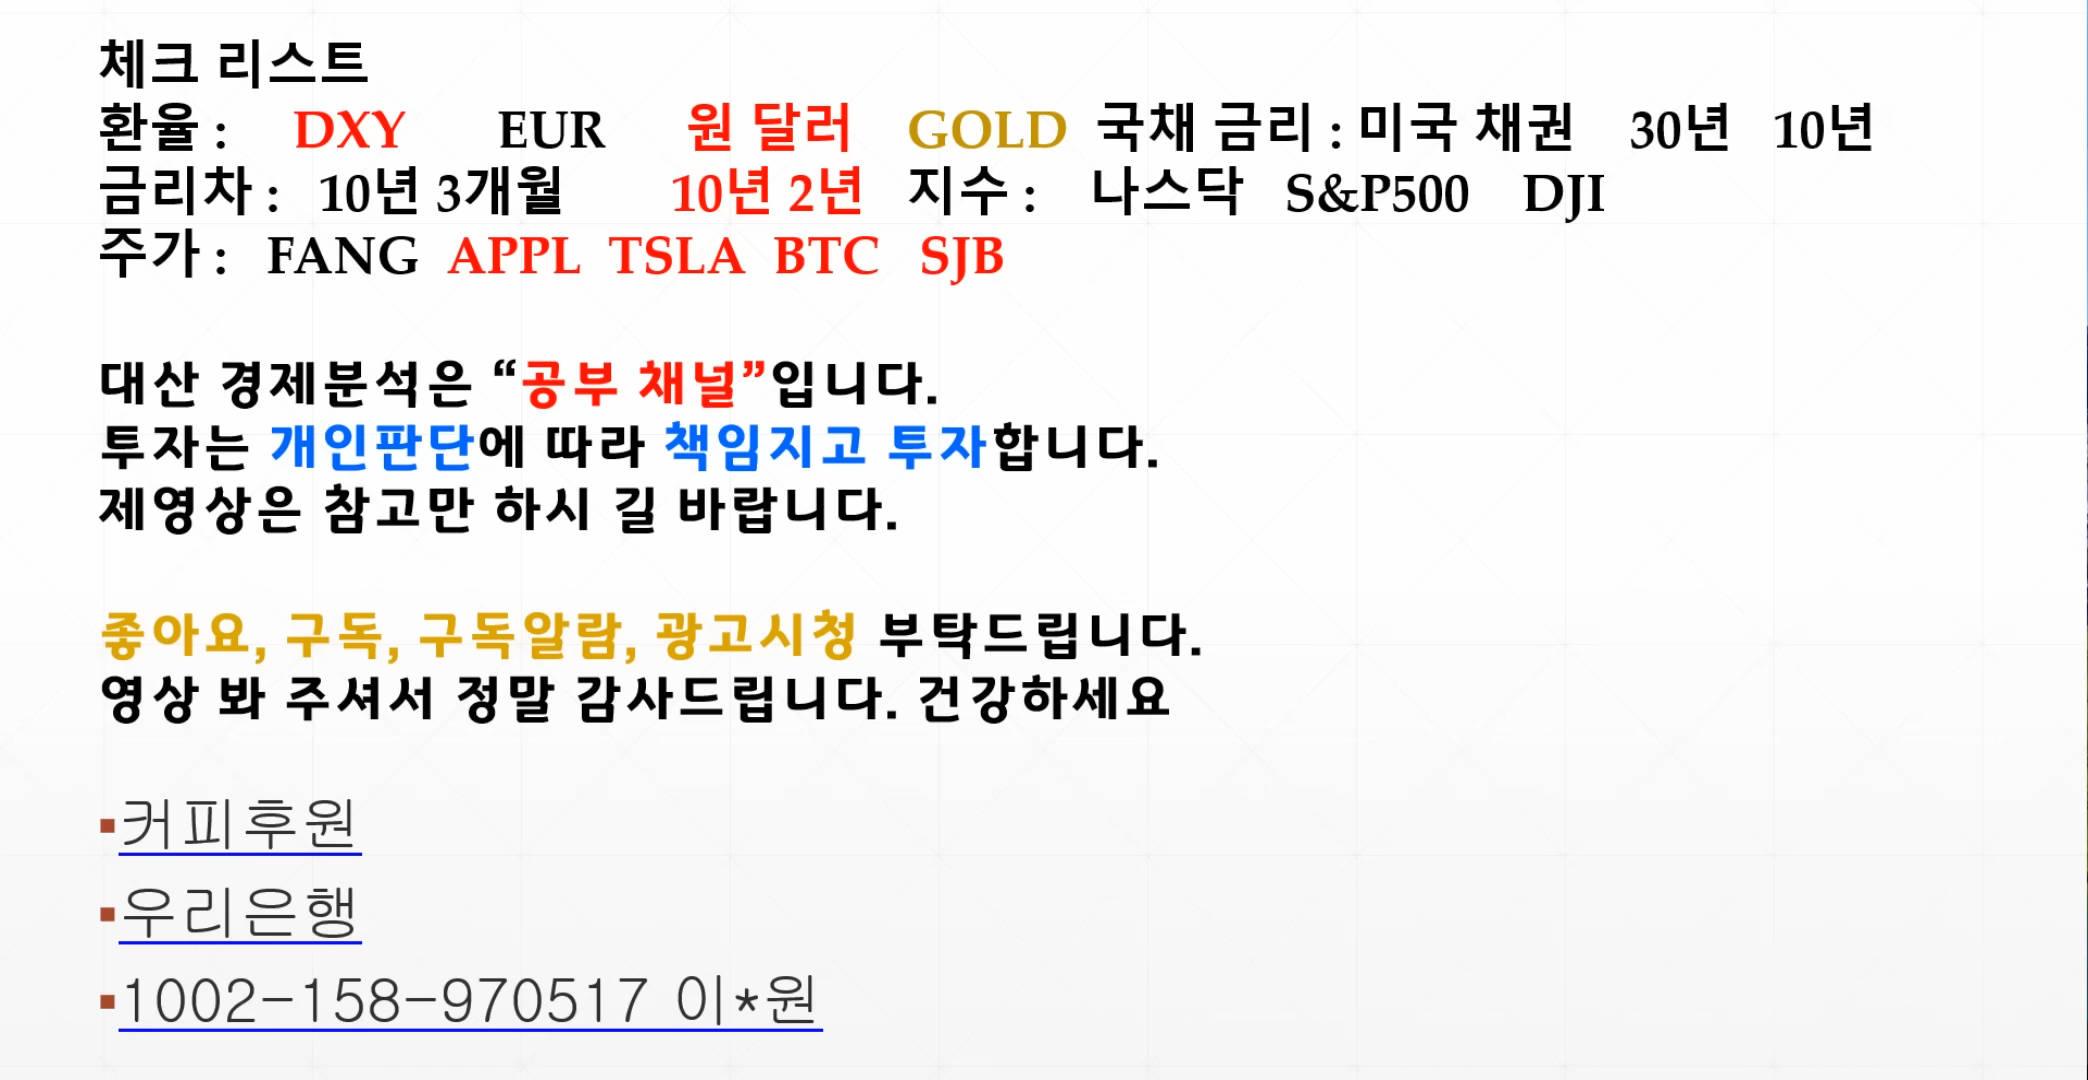 체크 리스트
환율 : DXY EUR 원 달러 GOLD 국채 금리 : 미국 채권 30년 10년
금리차 : 10년 3개월 10년 2년 지수 : 나스닥 S&P500 DJI
주가 : FANG APPL TSLA BTC SJB
대산 경제분석은 “공부 채널”입니다.
투자는 개인판단에 따라 책임지고 투자합니다.
제영상은 참고만 하시 길 바랍니다.
좋아요, 구독, 구독알람, 광고시청 부탁드립니다.
영상 봐 주셔서 정말 감사드립니다. 건강하세요
▪커피후원
▪우리은행
▪1002-158-970517 이*원